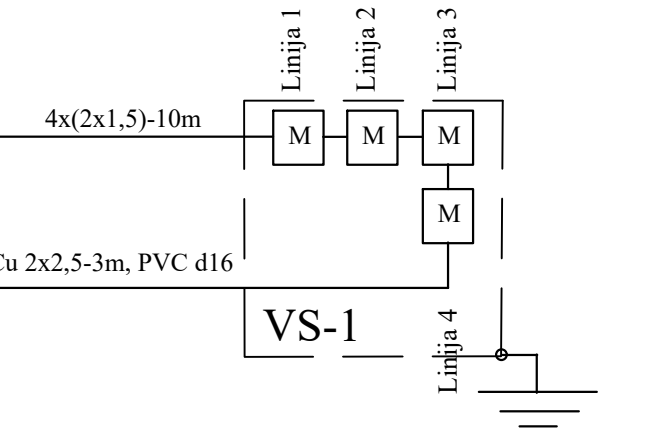 Linija 1
Linija 2
Linija 3
4x(2x1,5)-10m
M
M
M
M
Cu 2x2,5-3m, PVC d16
VS-1
Linija 4